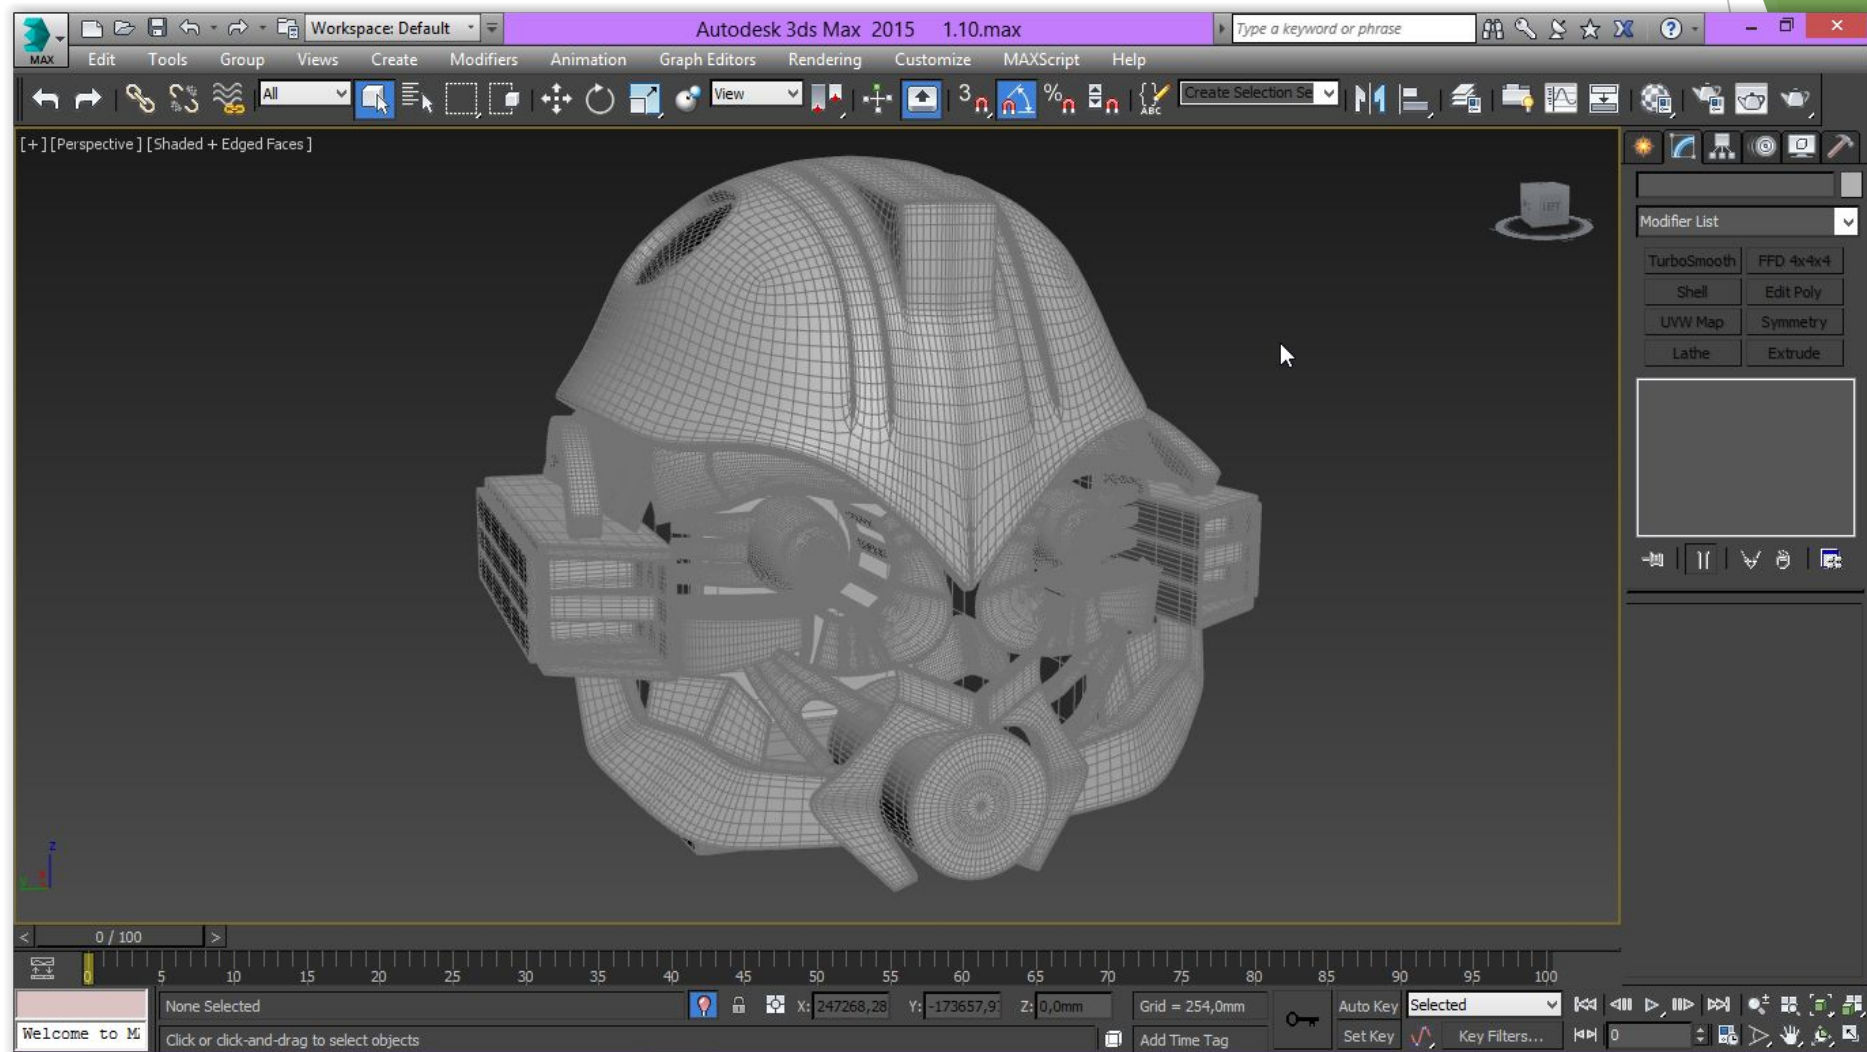 Workspace: Default
Autodesk 3ds Max 2015 1.10.max
Type a keyword or phrase
MAX Edit Tools Group Views Create Modifiers Animation Graph Editors Rendering Customize MAXScript Help
All
View
3
%
ABC
Create Selection Se
[+] [Perspective ] [Shaded + Edged Faces ]
LEFT
Modifier List
TurboSmooth FFD 4x4x4
Shell Edit Poly
UVW Map Symmetry
Lathe Extrude
z
y
x
< 0 / 100 >
0 5 10 15 20 25 30 35 40 45 50 55 60 65 70 75 80 85 90 95 100
None Selected X: 247268,28 Y: -173657,9 Z: 0,0mm Grid = 254,0mm Auto Key Selected
Welcome to M Click or click-and-drag to select objects Add Time Tag Set Key Key Filters... 0